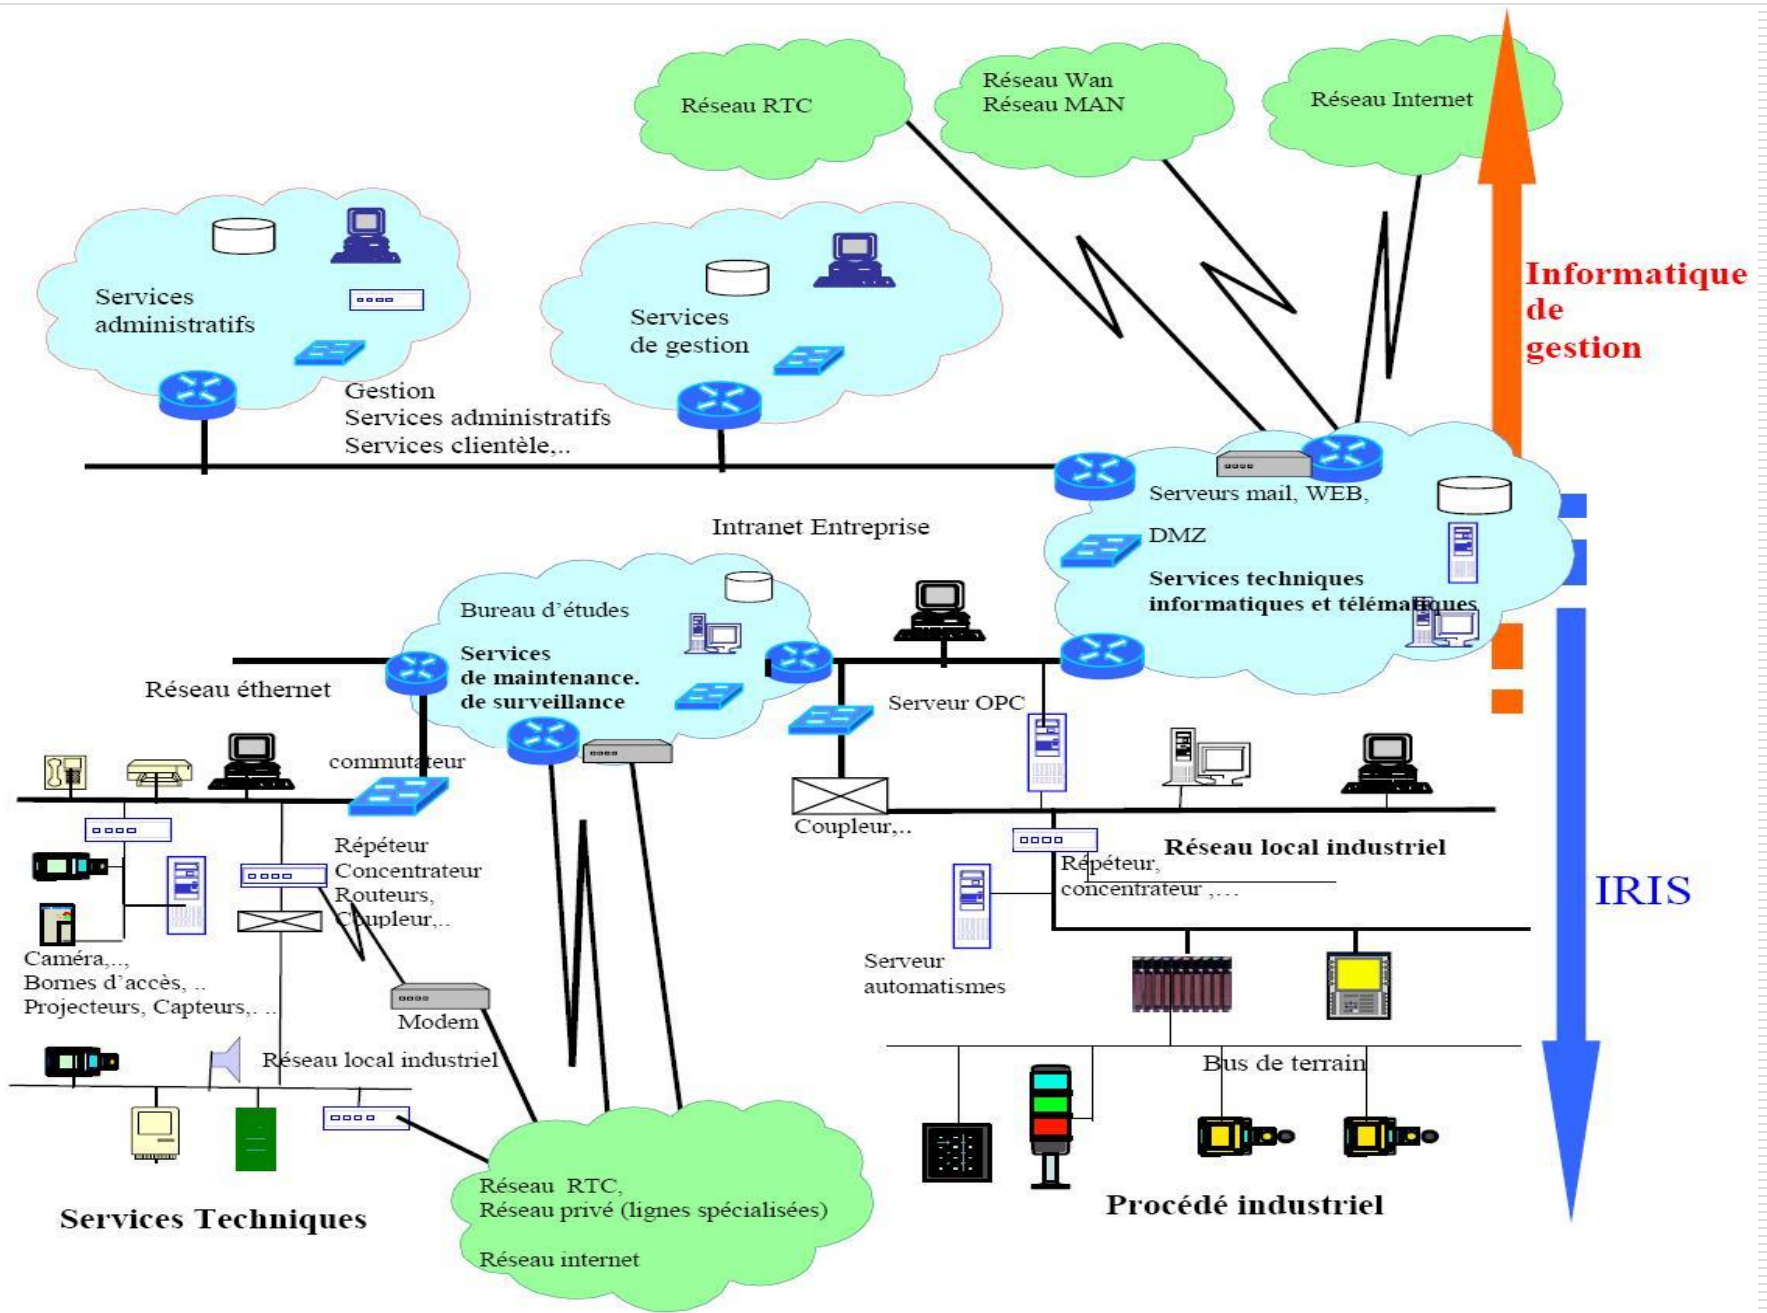 Réseau RTC
Réseau Wan
Réseau MAN
Réseau Internet
Informatique
de
gestion
Services
administratifs
Services
de gestion
Gestion
Services administratifs
Services clientèle,..
Serveurs mail, WEB,
DMZ
Services techniques
informatiques et télématiques
Intranet Entreprise
Bureau d’études
Services
de maintenance.
de surveillance
Réseau éthernet
Serveur OPC
commutateur
Coupleur,..
Répéteur
Concentrateur
Routeurs,
Coupleur,..
Réseau local industriel
Répéteur,
concentrateur ,…
IRIS
Caméra,..,
Bornes d’accès, ..
Projecteurs, Capteurs,. ..
Serveur
automatismes
Modem
Réseau local industriel
Bus de terrain
Services Techniques
Réseau RTC,
Réseau privé (lignes spécialisées)
Réseau internet
Procédé industriel